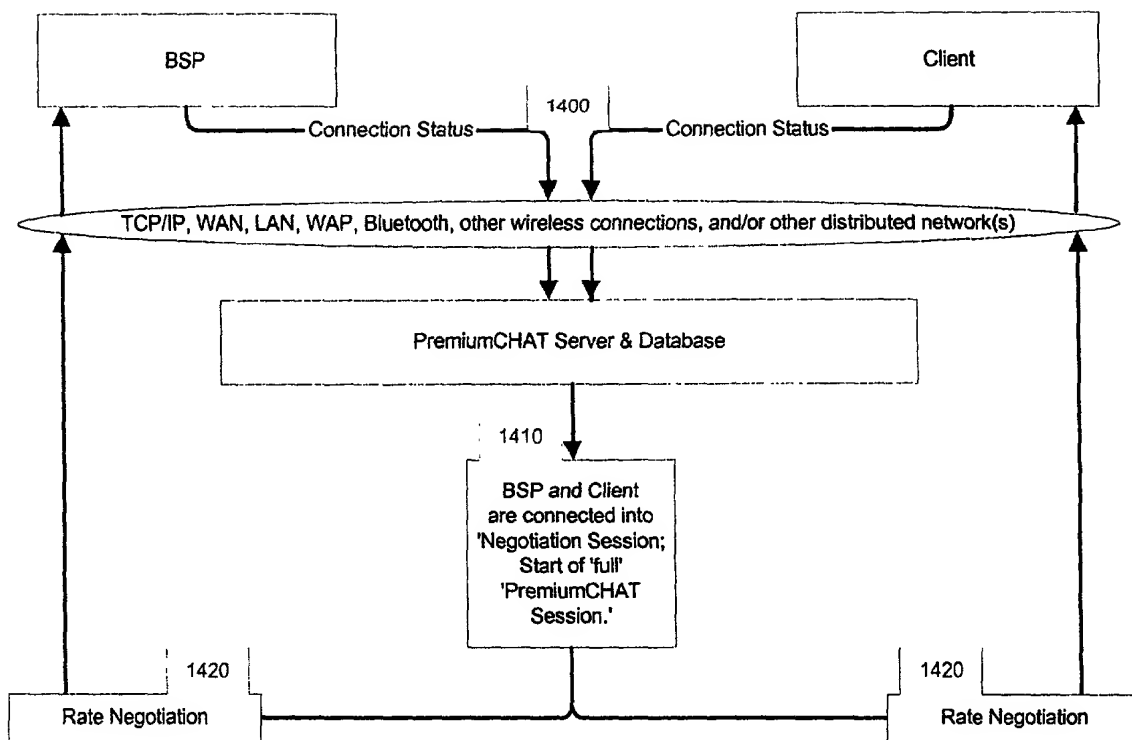 BSP
Client
1400
Connection Status
Connection Status
TCP/IP, WAN, LAN, WAP, Bluetooth, other wireless connections, and/or other distributed network(s)
PremiumCHAT Server & Database
1410
BSP and Client
are connected into
'Negotiation Session;
Start of 'full'
'PremiumCHAT
Session.'
1420
1420
Rate Negotiation
Rate Negotiation